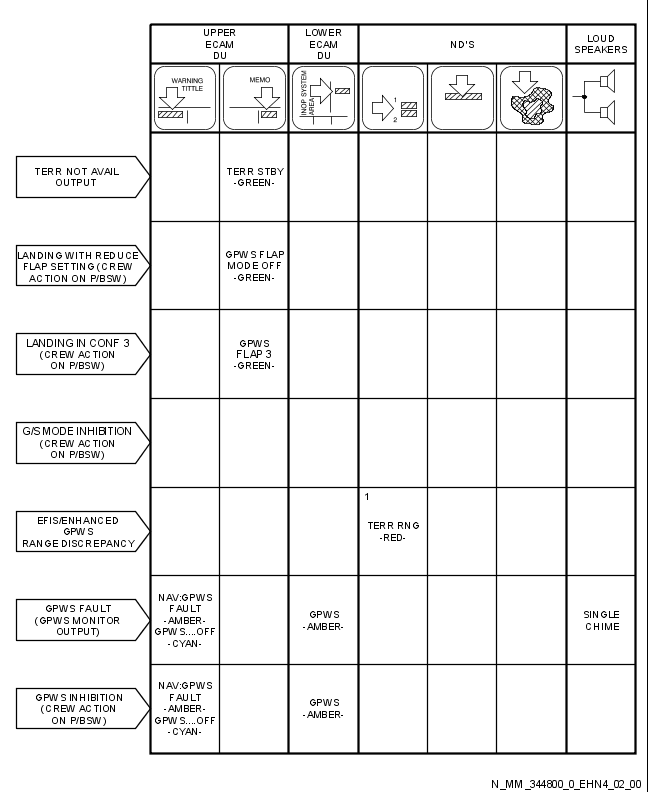 UPPER
ECAM
DU
LOWER
ECAM
DU
ND'S
LOUD
SPEAKERS
WARNING
TITTLE
MEMO
INOP SYSTEM
AREA
1
2
TERR NOT AVAIL
OUTPUT
TERR STBY
-GREEN-
LANDING WITH REDUCE
FLAP SETTING (CREW
ACTION ON P/BSW)
GPWS FLAP
MODE OFF
-GREEN-
LANDING IN CONF 3
(CREW ACTION
ON P/BSW)
GPWS
FLAP 3
-GREEN-
G/S MODE INHIBITION
(CREW ACTION
ON P/BSW)
EFIS/ENHANCED
GPWS
RANGE DISCREPANCY
1
TERR RNG
-RED-
GPWS FAULT
(GPWS MONITOR
OUTPUT)
NAV:GPWS
FAULT
-AMBER-
GPWS....OFF
-CYAN-
GPWS
-AMBER-
SINGLE
CHIME
GPWS INHIBITION
(CREW ACTION
ON P/BSW)
NAV:GPWS
FAULT
-AMBER-
GPWS....OFF
-CYAN-
GPWS
-AMBER-
N_MM_344800_0_EHN4_02_00